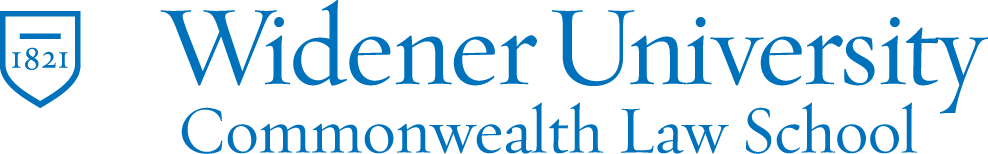 1821
Widener University
Commonwealth Law School